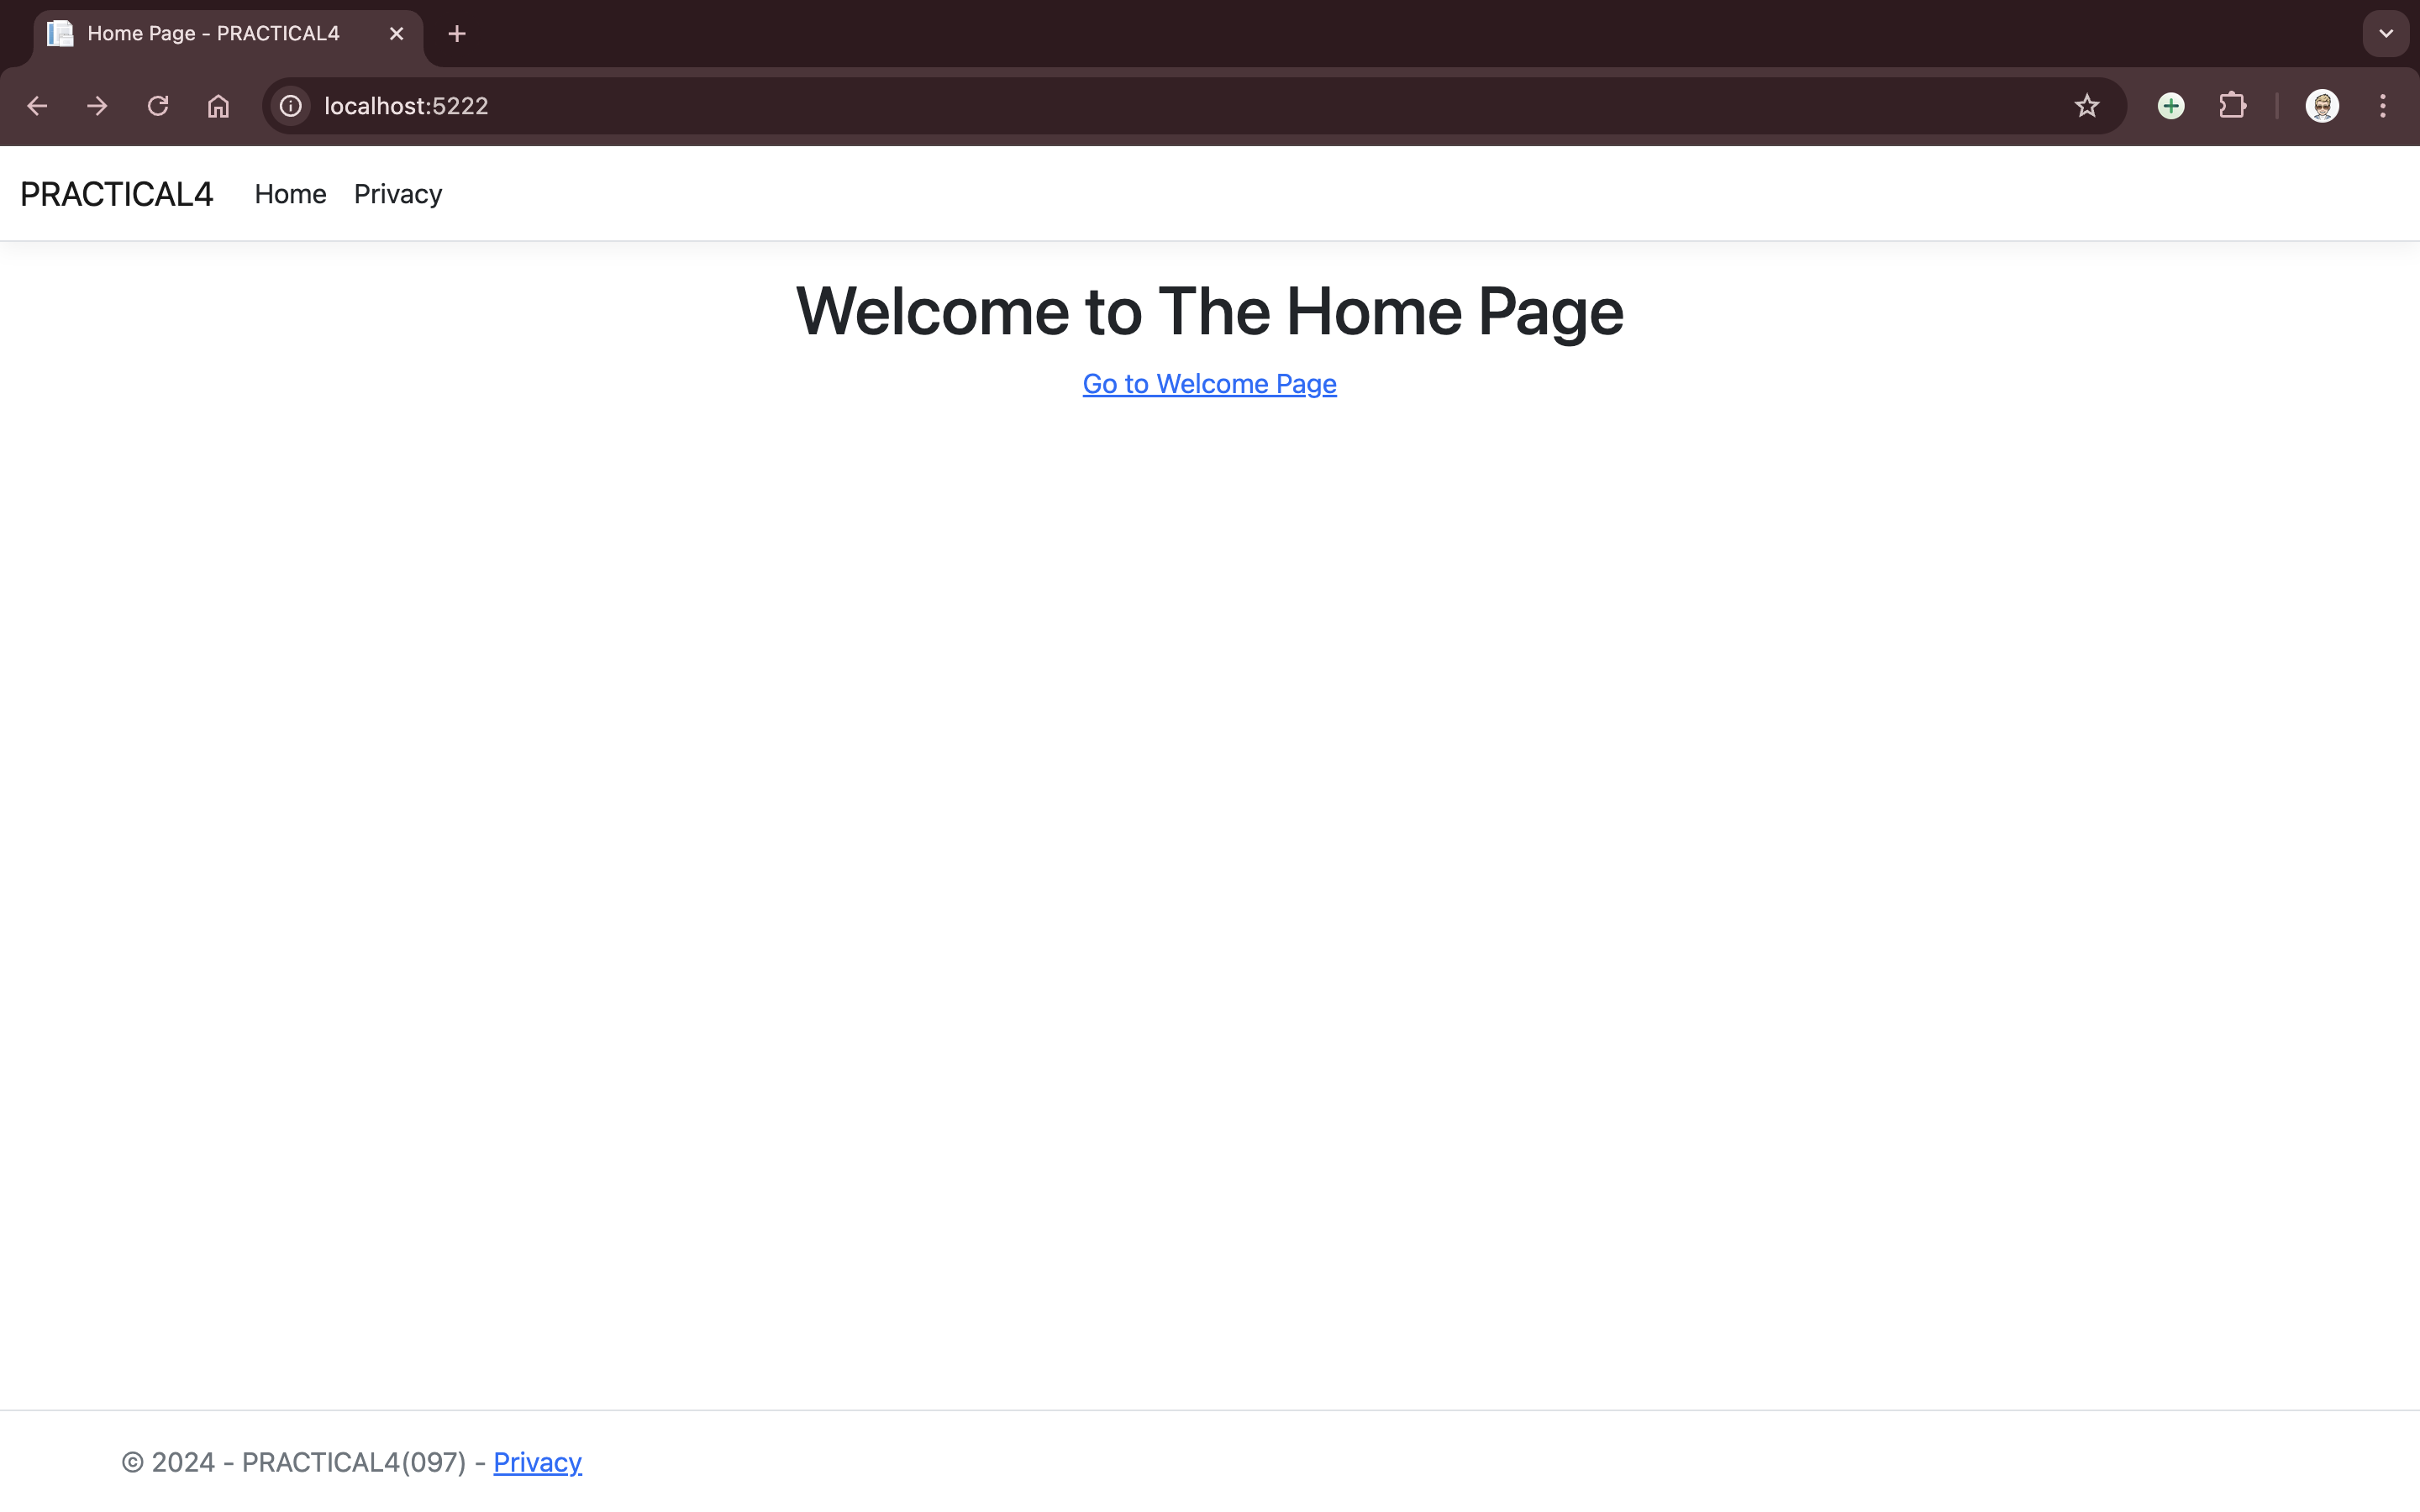 Home Page - PRACTICAL4
localhost:5222
PRACTICAL4 Home Privacy
Welcome to The Home Page
Go to Welcome Page
© 2024 - PRACTICAL4(097) - Privacy